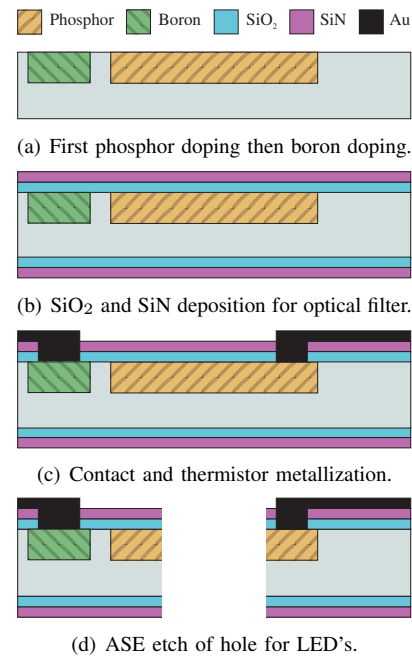 Phosphor Boron SiO₂ SiN Au
(a) First phosphor doping then boron doping.
(b) SiO₂ and SiN deposition for optical filter.
(c) Contact and thermistor metallization.
(d) ASE etch of hole for LED's.